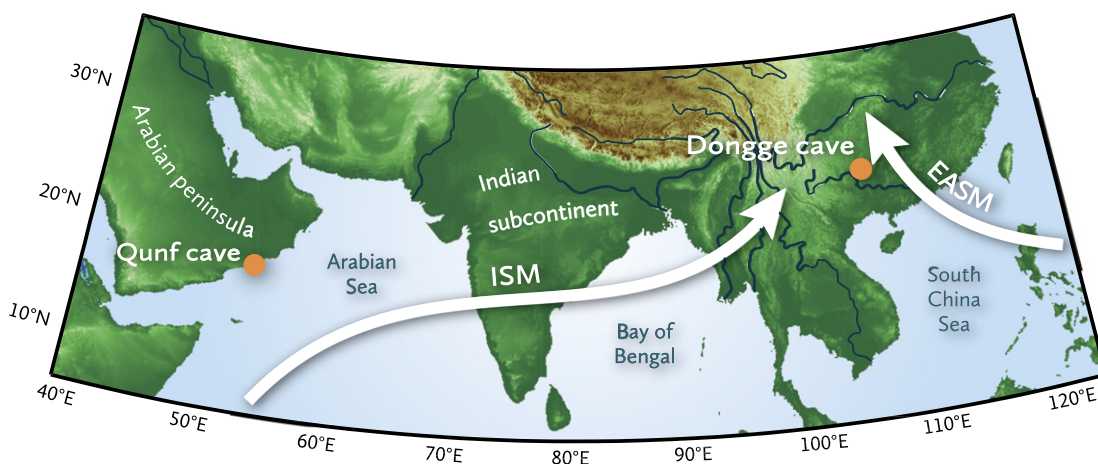 30°N
20°N
10°N
Arabian peninsula
Qunf cave
Arabian
Sea
Indian
subcontinent
ISM
Bay of
Bengal
Dongge cave
EASM
South
China
Sea
40°E
50°E
60°E
70°E
80°E
90°E
100°E
110°E
120°E